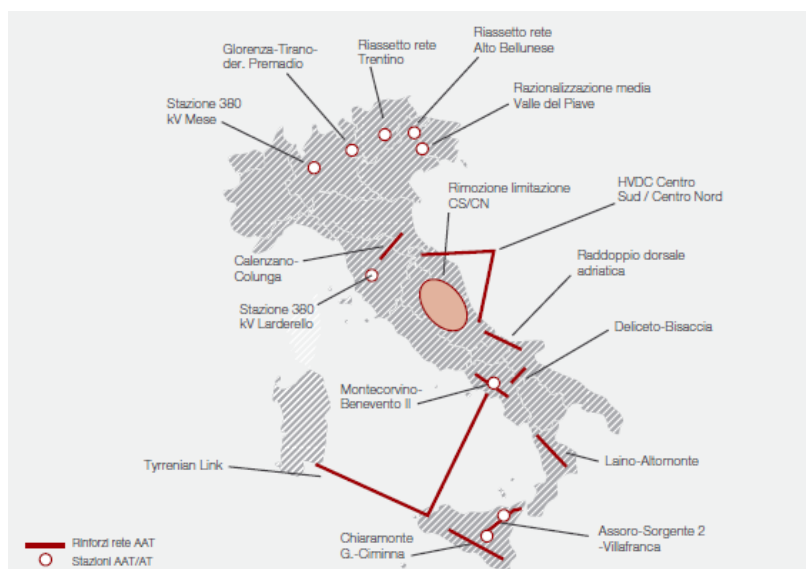 Riassetto rete
Alto Bellunese
Riassetto rete
Trentino
Glorenza-Tirano-
der. Premadio
Razionalizzazione media
Valle del Piave
Stazione 380
kV Mese
Rimozione limitazione
CS/CN
HVDC Centro
Sud / Centro Nord
Calenzano-
Colunga
Raddoppio dorsale
adriatica
Stazione 380
kV Larderello
Deliceto-Bisaccia
Montecorvino-
Benevento II
Tyrrenian Link
Laino-Altomonte
Assoro-Sorgente 2
-Villafranca
Chiaramonte
G.-Ciminna
Rinforzi rete AAT
Stazioni AAT/AT